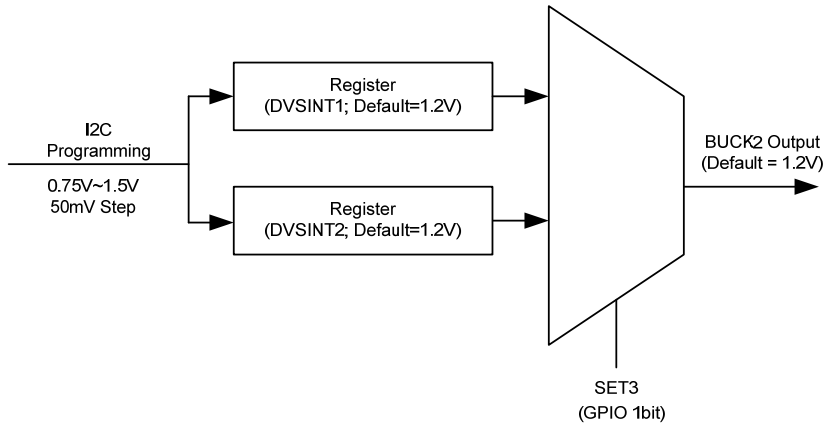 I2C
Programming
0.75V~1.5V
50mV Step
Register
(DVSINT1; Default=1.2V)
Register
(DVSINT2; Default=1.2V)
BUCK2 Output
(Default = 1.2V)
SET3
(GPIO 1bit)